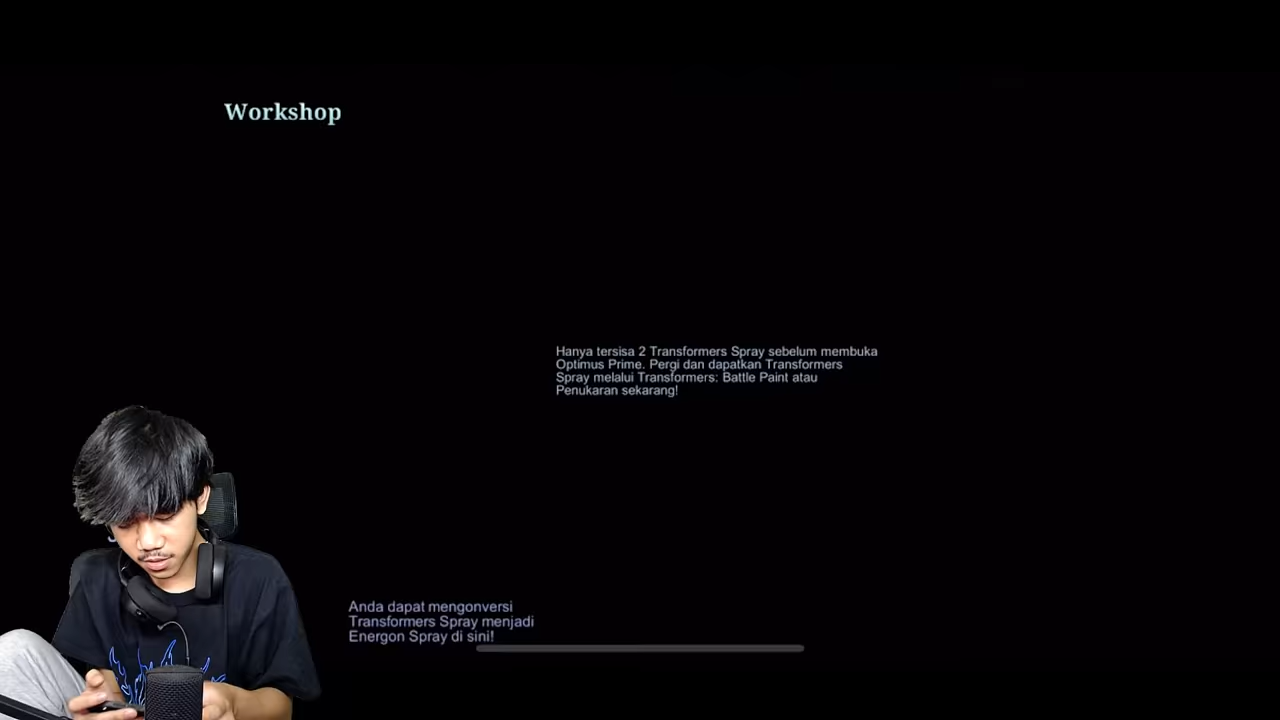 Workshop
Hanya tersisa 2 Transformers Spray sebelum membuka
Optimus Prime. Pergi dan dapatkan Transformers
Spray melalui Transformers: Battle Paint atau
Penukaran sekarang!
Anda dapat mengonversi
Transformers Spray menjadi
Energon Spray di sini!